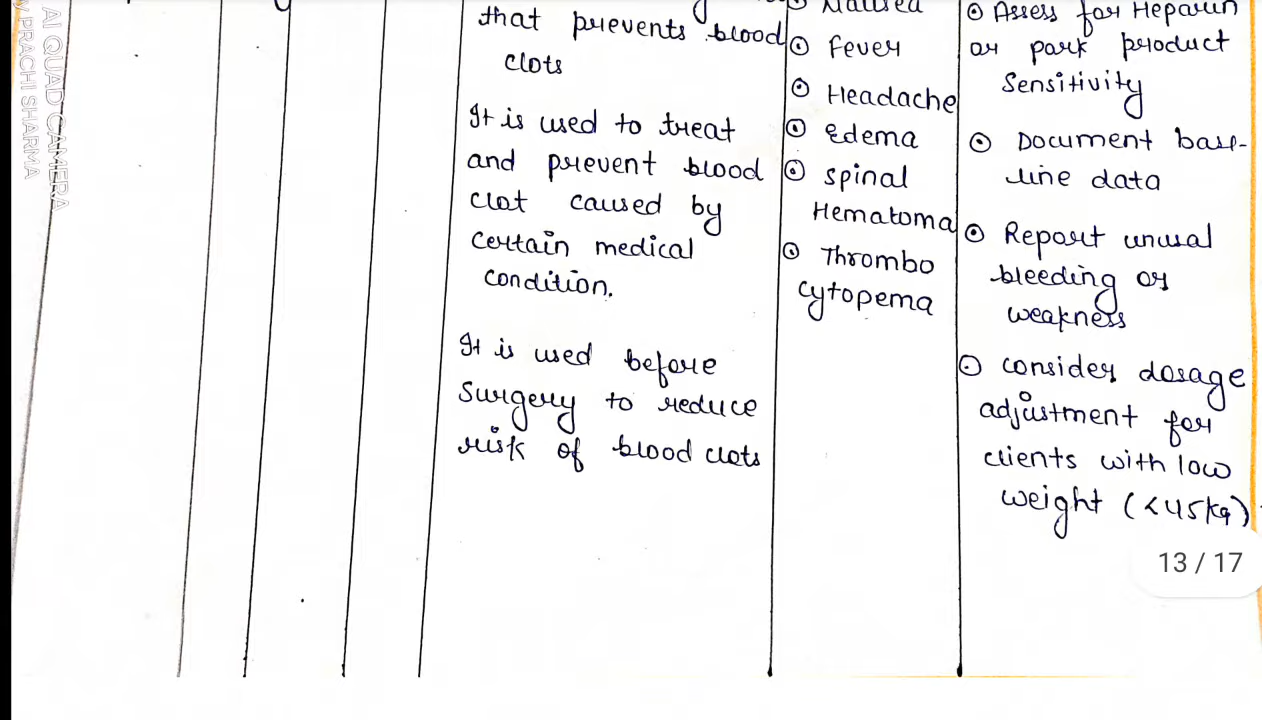 that prevents blood
clots
It is used to treat
and prevent blood
clot caused by
certain medical
condition.
It is used before
surgery to reduce
risk of blood clots
Nausea
Fever
Headache
Edema
Spinal
Hematoma
Thrombo
cytopema
Assess for Heparin
or park product
Sensitivity
Document base-
line data
Report unusal
bleeding or
weakness
consider dosage
adjustment for
clients with low
weight (<45kg)
13 / 17
AI QUAD CAMERA
PRACHI SHARMA